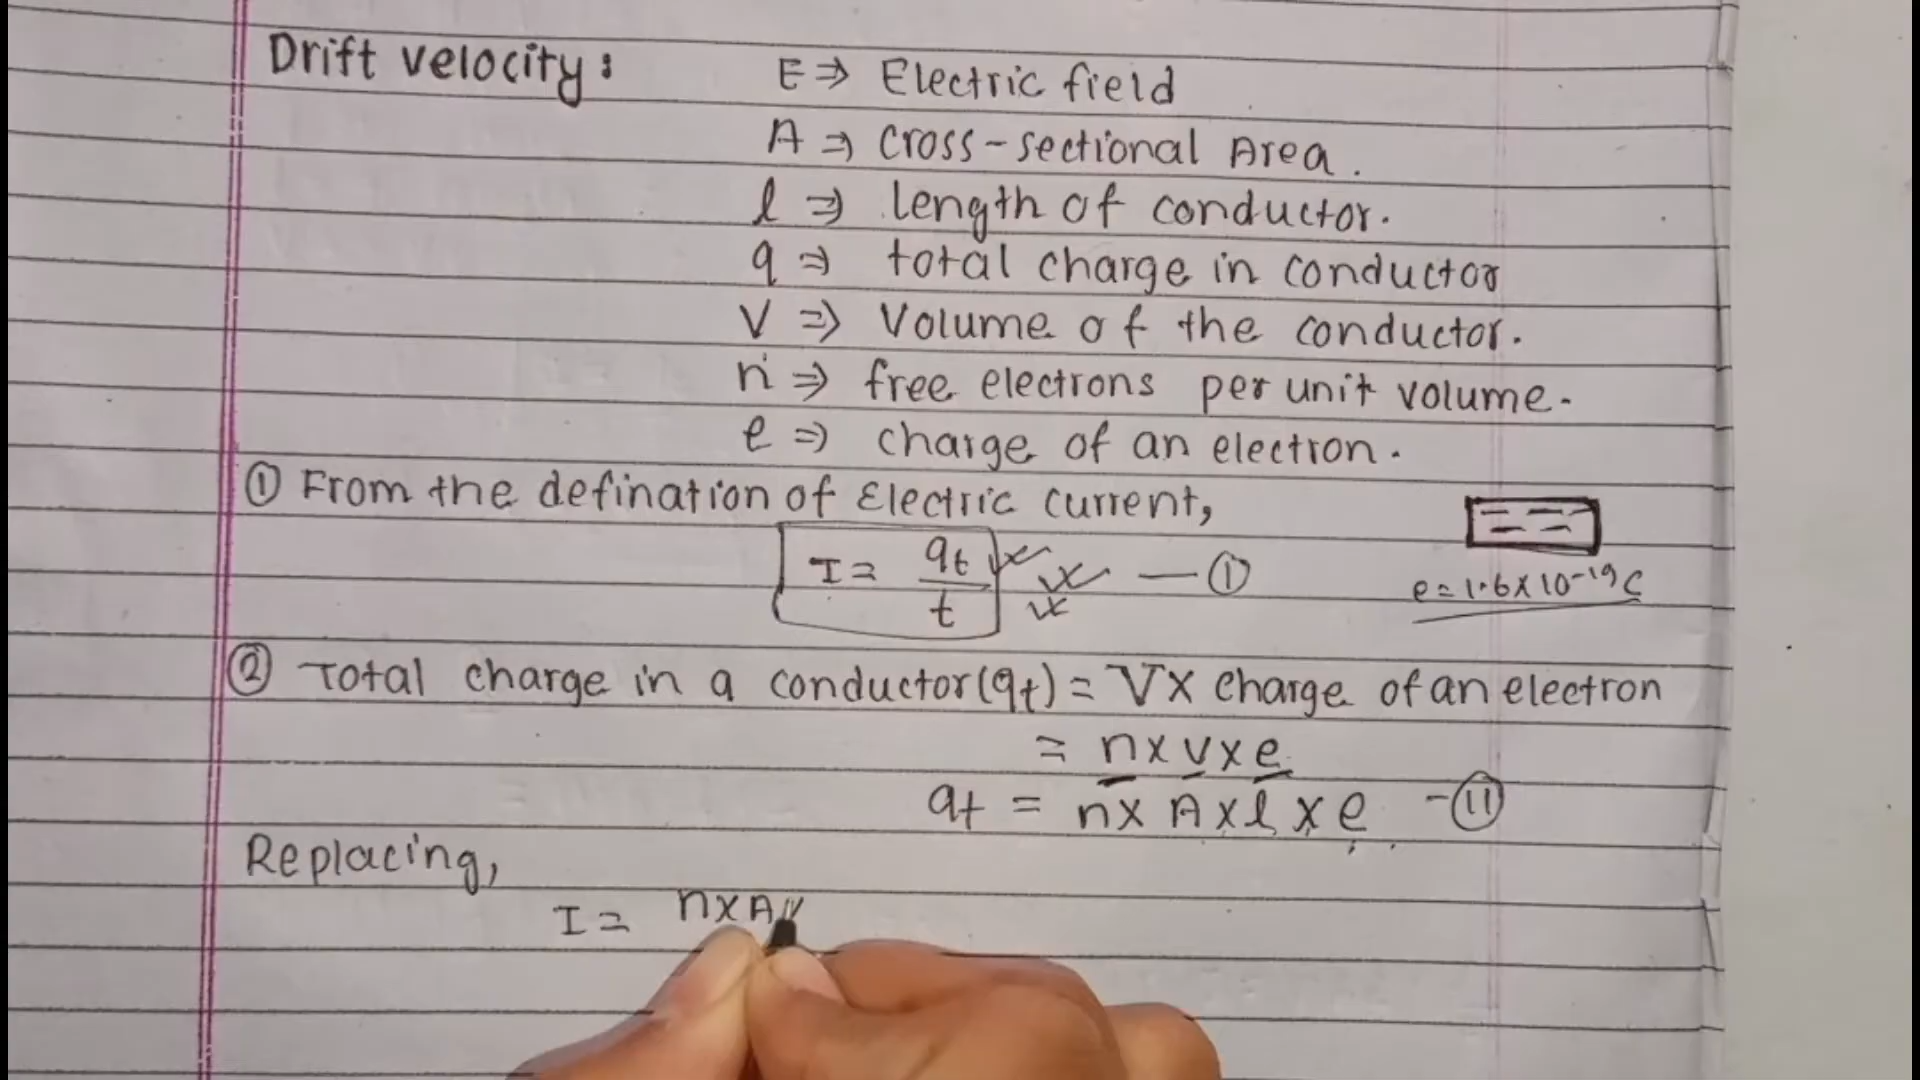 Drift velocity:
E ⇒ Electric field
A ⇒ cross-sectional Area.
l ⇒ length of conductor.
q ⇒ total charge in conductor
V ⇒ Volume of the conductor.
n ⇒ free electrons per unit volume.
e ⇒ charge of an electron.
① From the defination of Electric current,
I = qt/t — ①
e = 1.6 × 10⁻¹⁹ C
② Total charge in a conductor (qt) = V × charge of an electron
= n × v × e
qt = n × A × l × e - ⑪
Replacing,
I = n × A